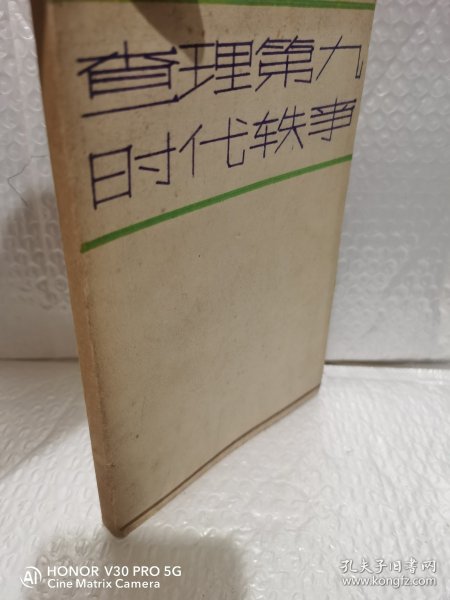 查理第九
时代轶事
HONOR V30 PRO 5G
Cine Matrix Camera
孔夫子旧书网
www.kongfz.com